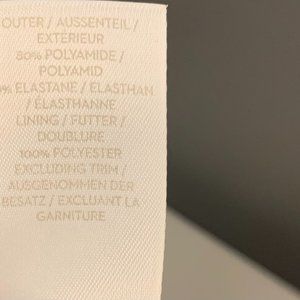 OUTER / AUSSENTEIL /
EXTERIEUR
80% POLYAMIDE /
POLYAMID
% ELASTANE / ELASTHAN
/ ÉLASTHANNE
LINING / FUTTER /
DOUBLURE
100% POLYESTER
EXCLUDING TRIM /
AUSGENOMMEN DER
BESATZ / EXCLUANT LA
GARNITURE